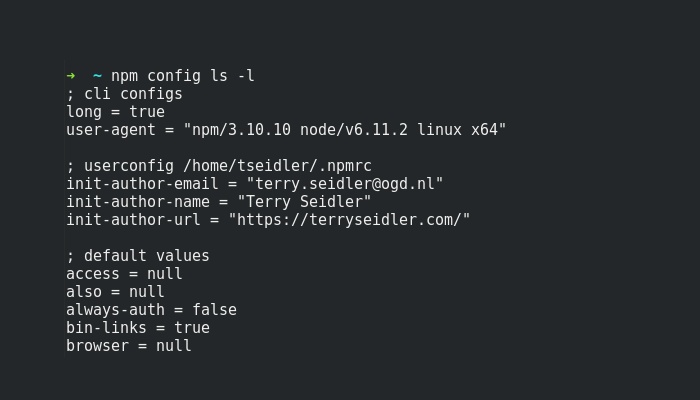 ➜  ~ npm config ls -l
; cli configs
long = true
user-agent = "npm/3.10.10 node/v6.11.2 linux x64"

; userconfig /home/tseidler/.npmrc
init-author-email = "terry.seidler@ogd.nl"
init-author-name = "Terry Seidler"
init-author-url = "https://terryseidler.com/"

; default values
access = null
also = null
always-auth = false
bin-links = true
browser = null